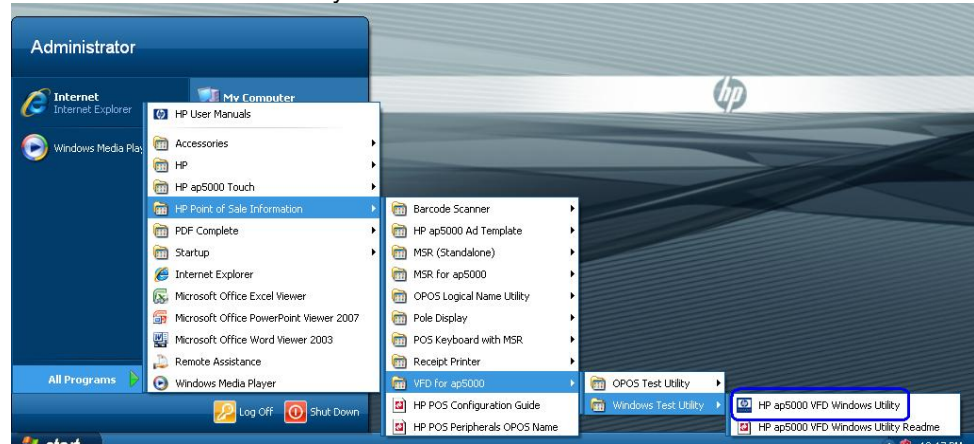 Administrator
hp
Internet
Internet Explorer
My Computer
Windows Media Play
HP User Manuals
Accessories
HP
HP ap5000 Touch
HP Point of Sale Information
PDF Complete
Startup
Internet Explorer
Microsoft Office Excel Viewer
Microsoft Office PowerPoint Viewer 2007
Microsoft Office Word Viewer 2003
Remote Assistance
Windows Media Player
All Programs
Log Off
Shut Down
Barcode Scanner
HP ap5000 Ad Template
MSR (Standalone)
MSR for ap5000
OPOS Logical Name Utility
Pole Display
POS Keyboard with MSR
Receipt Printer
VFD for ap5000
HP POS Configuration Guide
HP POS Peripherals OPOS Name
OPOS Test Utility
Windows Test Utility
HP ap5000 VFD Windows Utility
HP ap5000 VFD Windows Utility Readme
start